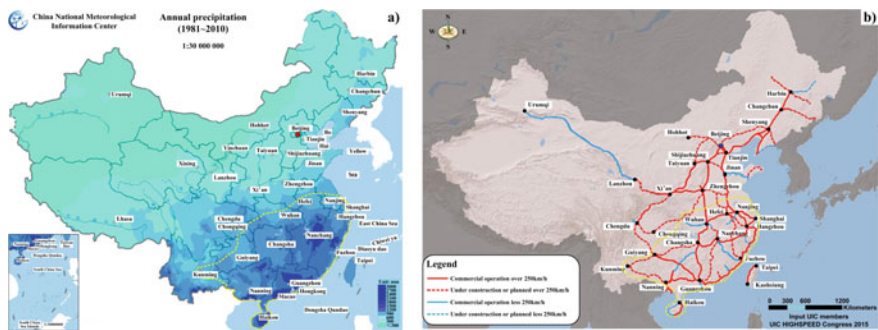 China National Meteorological
Information Center
Annual precipitation
(1981~2010)
1:30 000 000
a)
Harbin
Changchun
Urumqi
Shenyang
Hohhot
Beijing
Bo
Tianjin
Hai
Yinchuan
Taiyuan
Shijiazhuang
Yellow
Xining
Jinan
Lanzhou
Sea
Xi'an
Zhengzhou
Hefei
Nanjing
Lhasa
Chengdu
Wuhan
Shanghai
Hangzhou
Chongqing
East China Sea
Nanchang
Changsha
Guiyang
Diaoyu dao
Fuzhou
Kunming
Taipei
Guangzhou
Nanning
Hongkong
Macao
Haikou
Dongsha Qundao
b)
N
W
E
S
Harbin
Changchun
Urumqi
Shenyang
Hohhot
Beijing
Shijiazhuang
Tianjin
Taiyuan
Jinan
Lanzhou
Xi'an
Zhengzhou
Hefei
Nanjing
Shanghai
Chengdu
Wuhan
Hangzhou
Chongqing
Nanchang
Changsha
Guiyang
Fuzhou
Kunming
Taipei
Nanning
Guangzhou
Kaohsiung
Haikou
Legend
Commercial operation over 250km/h
Under construction or planned over 250km/h
Commercial operation less 250km/h
Under construction or planned less 250km/h
0 300 600 1200
Kilometers
Input UIC members
UIC HIGHSPEED Congress 2015